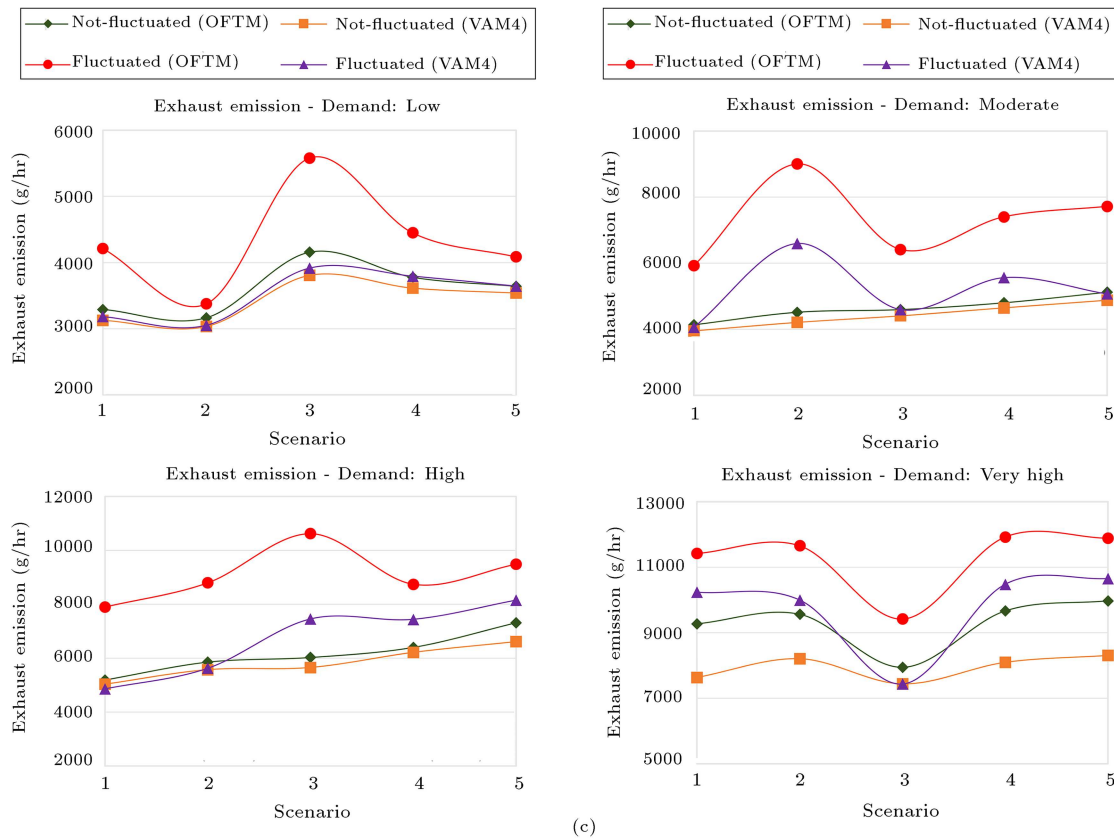 Not-fluctuated (OFTM) Not-fluctuated (VAM4)
Fluctuated (OFTM) Fluctuated (VAM4)
Exhaust emission - Demand: Low
Exhaust emission (g/hr)
6000
5000
4000
3000
2000
1 2 3 4 5
Scenario
Not-fluctuated (OFTM) Not-fluctuated (VAM4)
Fluctuated (OFTM) Fluctuated (VAM4)
Exhaust emission - Demand: Moderate
Exhaust emission (g/hr)
10000
8000
6000
4000
2000
1 2 3 4 5
Scenario
Exhaust emission - Demand: High
Exhaust emission (g/hr)
12000
10000
8000
6000
4000
2000
1 2 3 4 5
Scenario
Exhaust emission - Demand: Very high
Exhaust emission (g/hr)
13000
11000
9000
7000
5000
1 2 3 4 5
Scenario
(c)